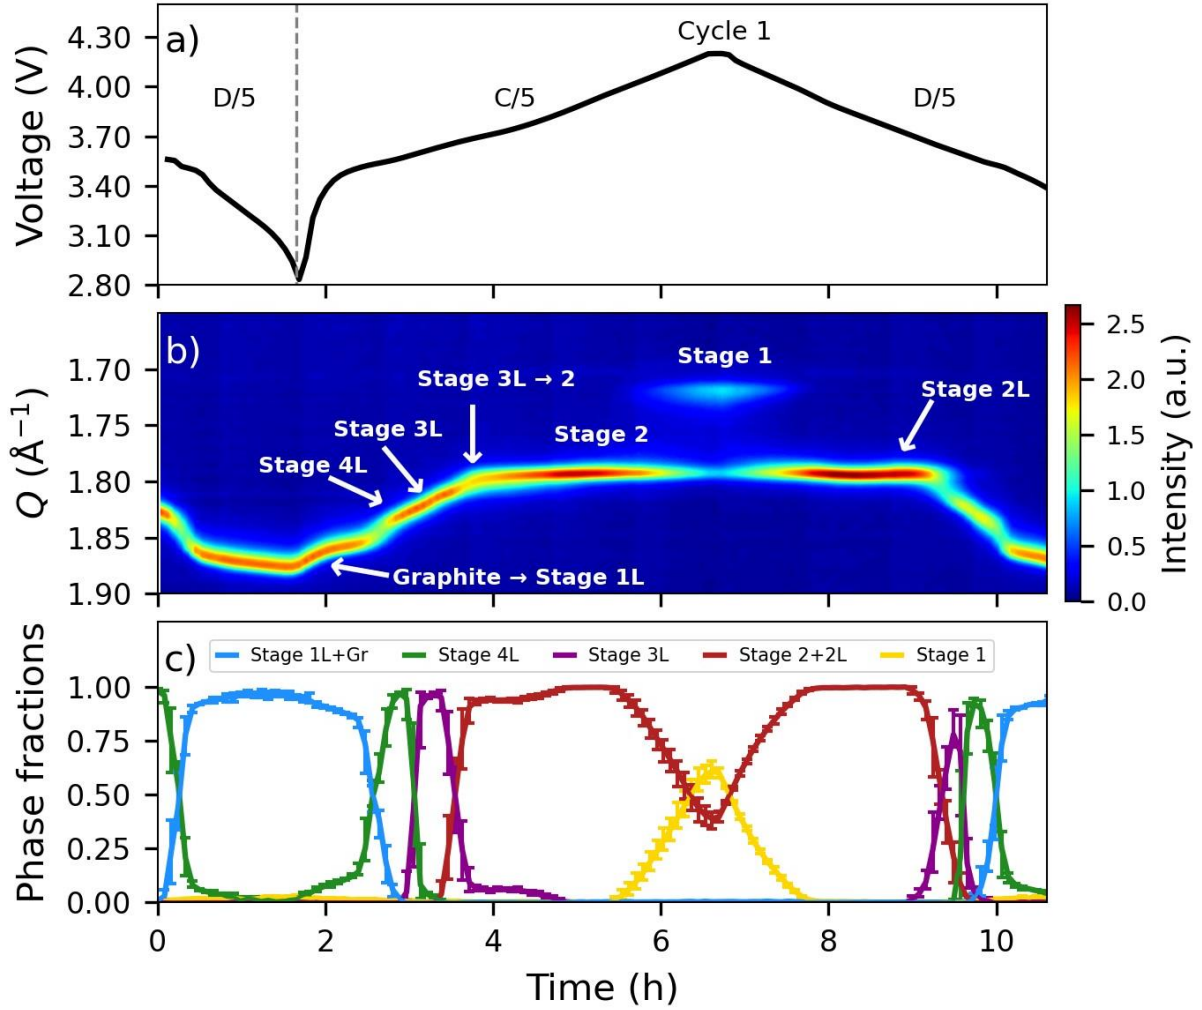 a)
Cycle 1
D/5
C/5
D/5
Voltage (V)
4.30
4.00
3.70
3.40
3.10
2.80
b)
Stage 1
Stage 3L → 2
Stage 2L
Stage 3L
Stage 2
Stage 4L
Graphite → Stage 1L
Q (Å⁻¹)
1.70
1.75
1.80
1.85
1.90
2.5
2.0
1.5
1.0
0.5
0.0
Intensity (a.u.)
c)
Stage 1L+Gr
Stage 4L
Stage 3L
Stage 2+2L
Stage 1
Phase fractions
1.00
0.75
0.50
0.25
0.00
0 2 4 6 8 10
Time (h)